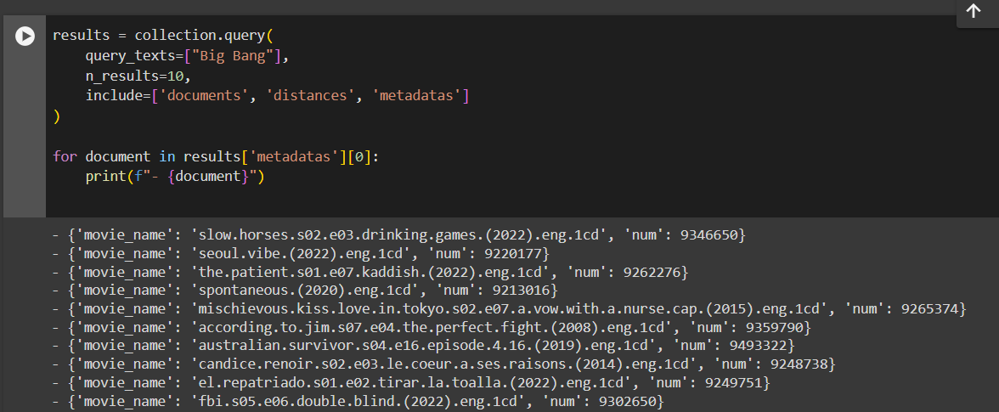 results = collection.query(
    query_texts=["Big Bang"],
    n_results=10,
    include=['documents', 'distances', 'metadatas']
)
for document in results['metadatas'][0]:
    print(f"- {document}")
- {'movie_name': 'slow.horses.s02.e03.drinking.games.(2022).eng.1cd', 'num': 9346650}
- {'movie_name': 'seoul.vibe.(2022).eng.1cd', 'num': 9220177}
- {'movie_name': 'the.patient.s01.e07.kaddish.(2022).eng.1cd', 'num': 9262276}
- {'movie_name': 'spontaneous.(2020).eng.1cd', 'num': 9213016}
- {'movie_name': 'mischievous.kiss.love.in.tokyo.s02.e07.a.vow.with.a.nurse.cap.(2015).eng.1cd', 'num': 9265374}
- {'movie_name': 'according.to.jim.s07.e04.the.perfect.fight.(2008).eng.1cd', 'num': 9359790}
- {'movie_name': 'australian.survivor.s04.e16.episode.4.16.(2019).eng.1cd', 'num': 9493322}
- {'movie_name': 'candice.renoir.s02.e03.le.coeur.a.ses.raisons.(2014).eng.1cd', 'num': 9248738}
- {'movie_name': 'el.repatriado.s01.e02.tirar.la.toalla.(2022).eng.1cd', 'num': 9249751}
- {'movie_name': 'fbi.s05.e06.double.blind.(2022).eng.1cd', 'num': 9302650}